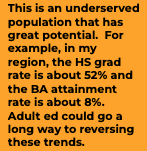 This is an underserved
population that has
great potential.  For
example, in my
region, the HS grad
rate is about 52% and
the BA attainment
rate is about 8%.
Adult ed could go a
long way to reversing
these trends.